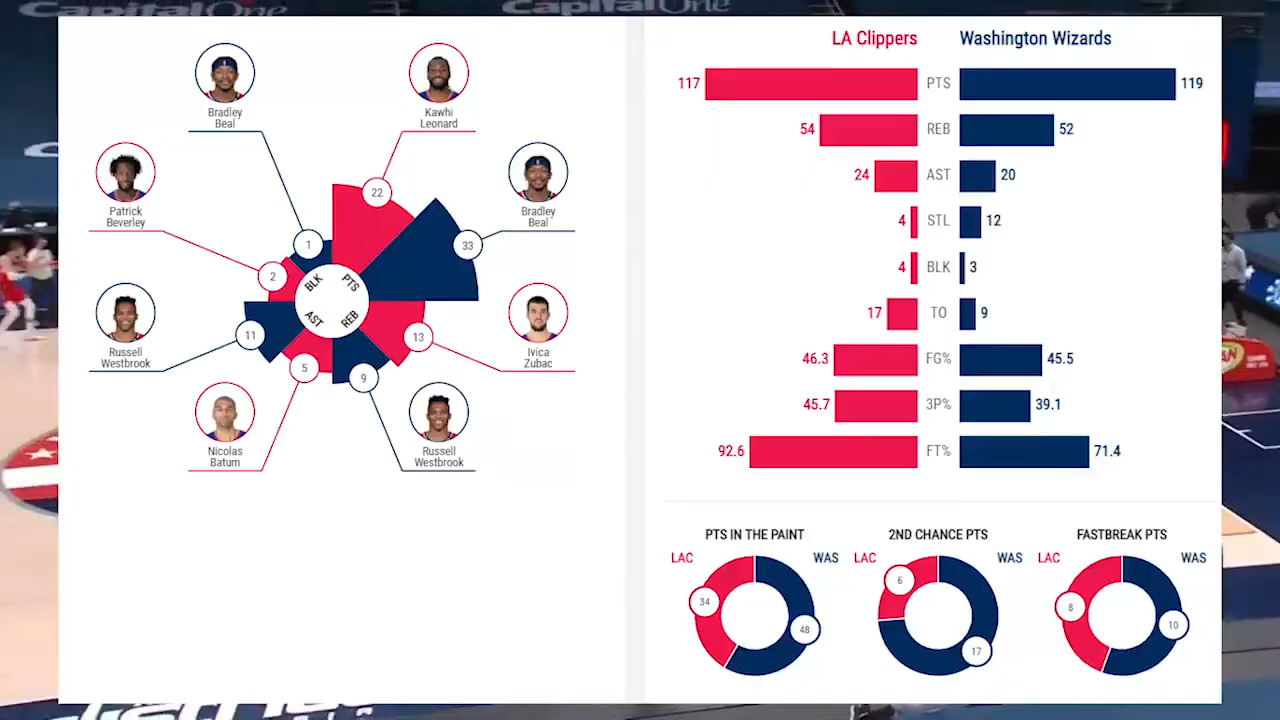 Capital One
Capital One
Bradley
Beal
Kawhi
Leonard
Patrick
Beverley
Bradley
Beal
22
1
33
2
BLK
PTS
AST
REB
Russell
Westbrook
11
13
Ivica
Zubac
5
9
Nicolas
Batum
Russell
Westbrook
LA Clippers
Washington Wizards
117 PTS 119
54 REB 52
24 AST 20
4 STL 12
4 BLK 3
17 TO 9
46.3 FG% 45.5
45.7 3P% 39.1
92.6 FT% 71.4
PTS IN THE PAINT
2ND CHANCE PTS
FASTBREAK PTS
LAC WAS
LAC WAS
LAC WAS
34
48
6
17
8
10